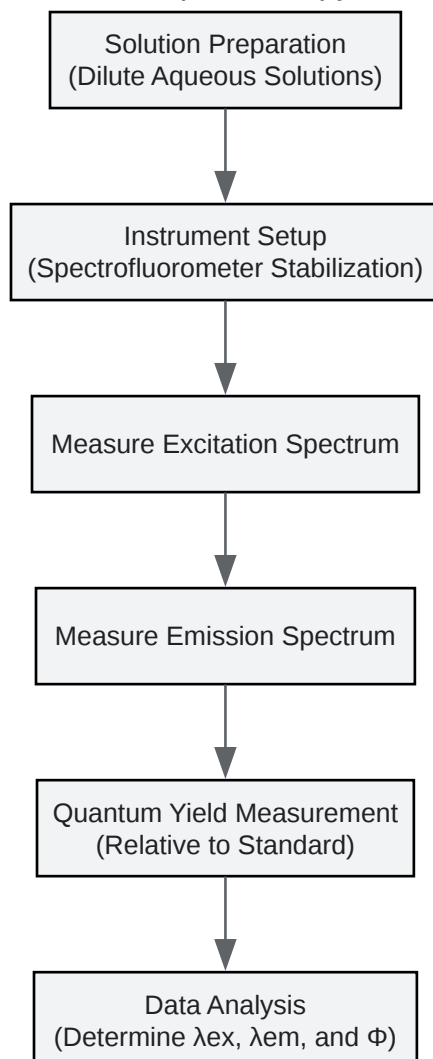 Solution Preparation
(Dilute Aqueous Solutions)
Instrument Setup
(Spectrofluorometer Stabilization)
Measure Excitation Spectrum
Measure Emission Spectrum
Quantum Yield Measurement
(Relative to Standard)
Data Analysis
(Determine λex, λem, and Φ)